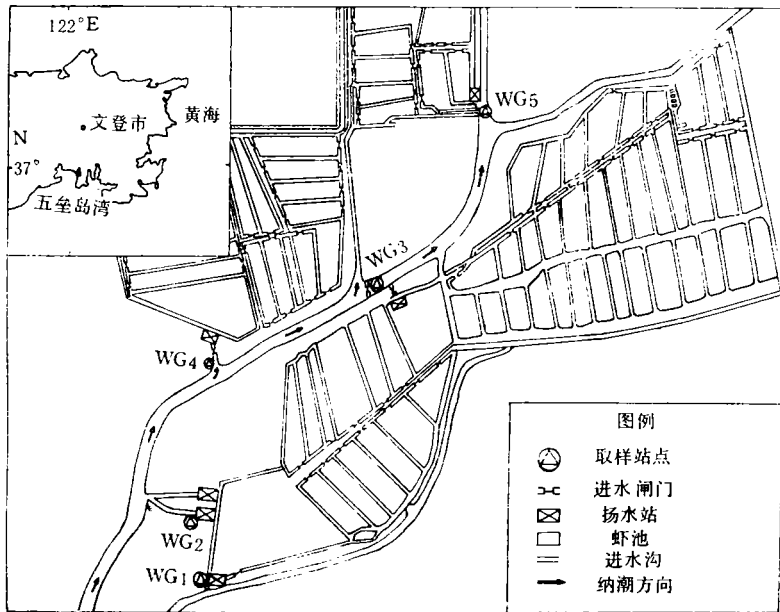 122°E
文登市
黄海
N
37°
五垒岛湾
WG5
WG3
WG4
WG2
WG1
图例
取样站点
进水闸门
扬水站
虾池
进水沟
纳潮方向